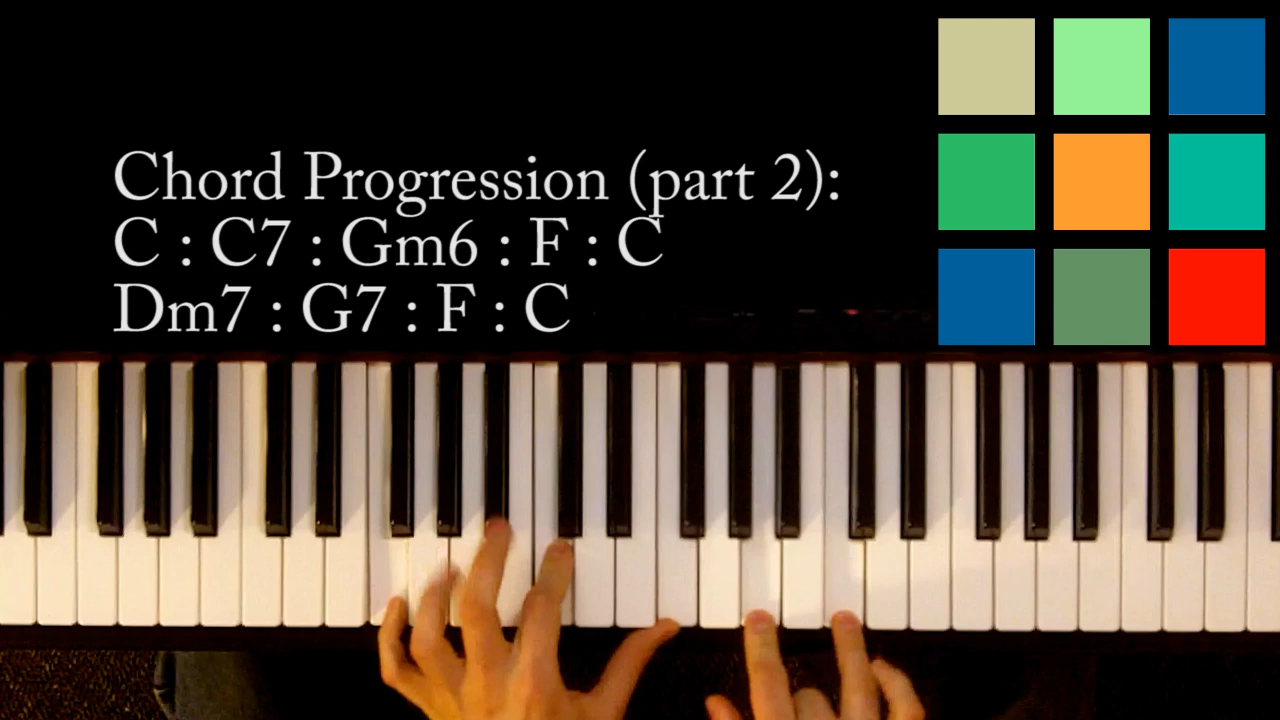 Chord Progression (part 2):
C : C7 : Gm6 : F : C
Dm7 : G7 : F : C